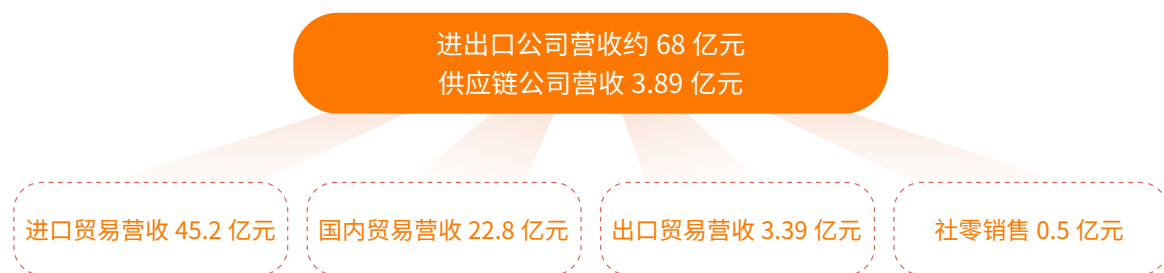 进出口公司营收约 68 亿元
供应链公司营收 3.89 亿元
进口贸易营收 45.2 亿元
国内贸易营收 22.8 亿元
出口贸易营收 3.39 亿元
社零销售 0.5 亿元